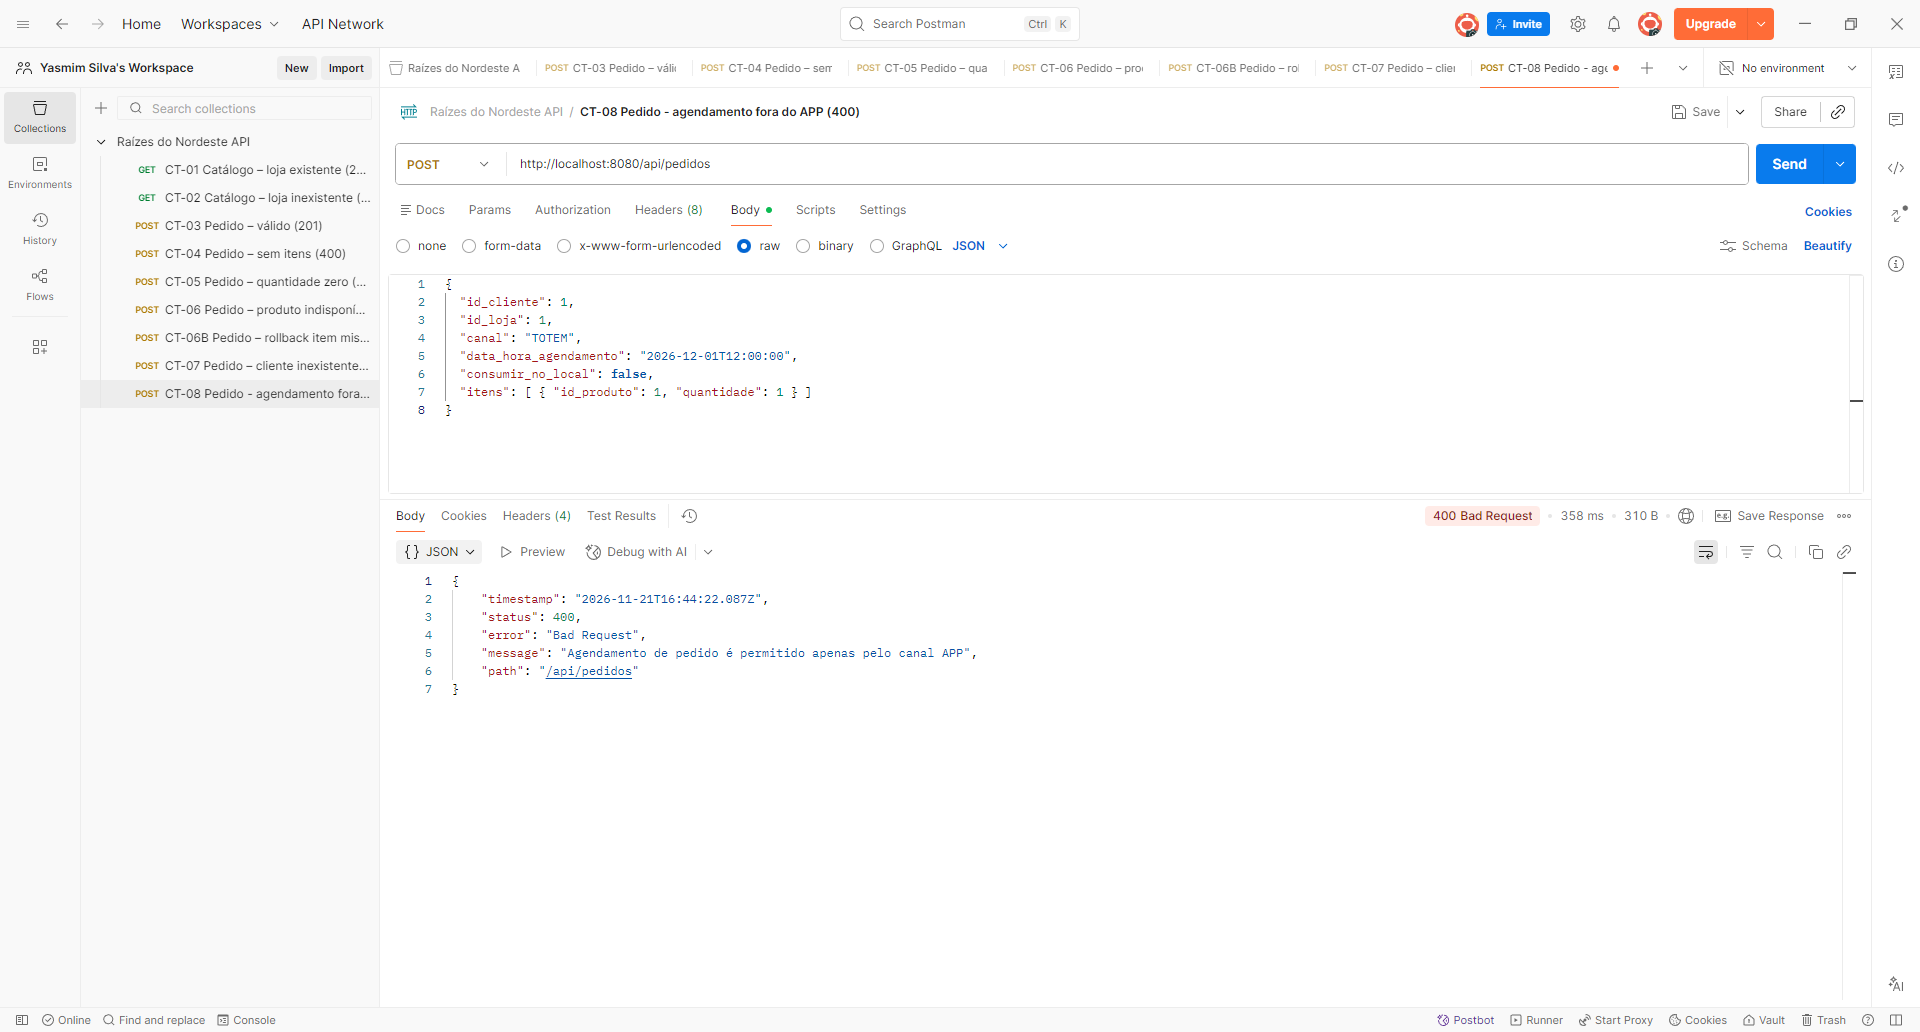 Home Workspaces API Network Search Postman Ctrl K Invite Upgrade
Yasmim Silva's Workspace New Import
Raízes do Nordeste A POST CT-03 Pedido – váli POST CT-04 Pedido – sem POST CT-05 Pedido – qua POST CT-06 Pedido – pro POST CT-06B Pedido – rol POST CT-07 Pedido – clie POST CT-08 Pedido - age No environment
Collections
Environments
History
Flows
Search collections
Raízes do Nordeste API
GET CT-01 Catálogo – loja existente (2...
GET CT-02 Catálogo – loja inexistente (...
POST CT-03 Pedido – válido (201)
POST CT-04 Pedido – sem itens (400)
POST CT-05 Pedido – quantidade zero (...
POST CT-06 Pedido – produto indisponí...
POST CT-06B Pedido – rollback item mis...
POST CT-07 Pedido – cliente inexistente...
POST CT-08 Pedido - agendamento fora...
HTTP Raízes do Nordeste API / CT-08 Pedido - agendamento fora do APP (400) Save Share
POST http://localhost:8080/api/pedidos Send
Docs Params Authorization Headers (8) Body Scripts Settings Cookies
none form-data x-www-form-urlencoded raw binary GraphQL JSON Schema Beautify
1 {
2 "id_cliente": 1,
3 "id_loja": 1,
4 "canal": "TOTEM",
5 "data_hora_agendamento": "2026-12-01T12:00:00",
6 "consumir_no_local": false,
7 "itens": [ { "id_produto": 1, "quantidade": 1 } ]
8 }
Body Cookies Headers (4) Test Results 400 Bad Request 358 ms 310 B e.g. Save Response
{} JSON Preview Debug with AI
1 {
2 "timestamp": "2026-11-21T16:44:22.087Z",
3 "status": 400,
4 "error": "Bad Request",
5 "message": "Agendamento de pedido é permitido apenas pelo canal APP",
6 "path": "/api/pedidos"
7 }
AI
Online Find and replace Console Postbot Runner Start Proxy Cookies Vault Trash